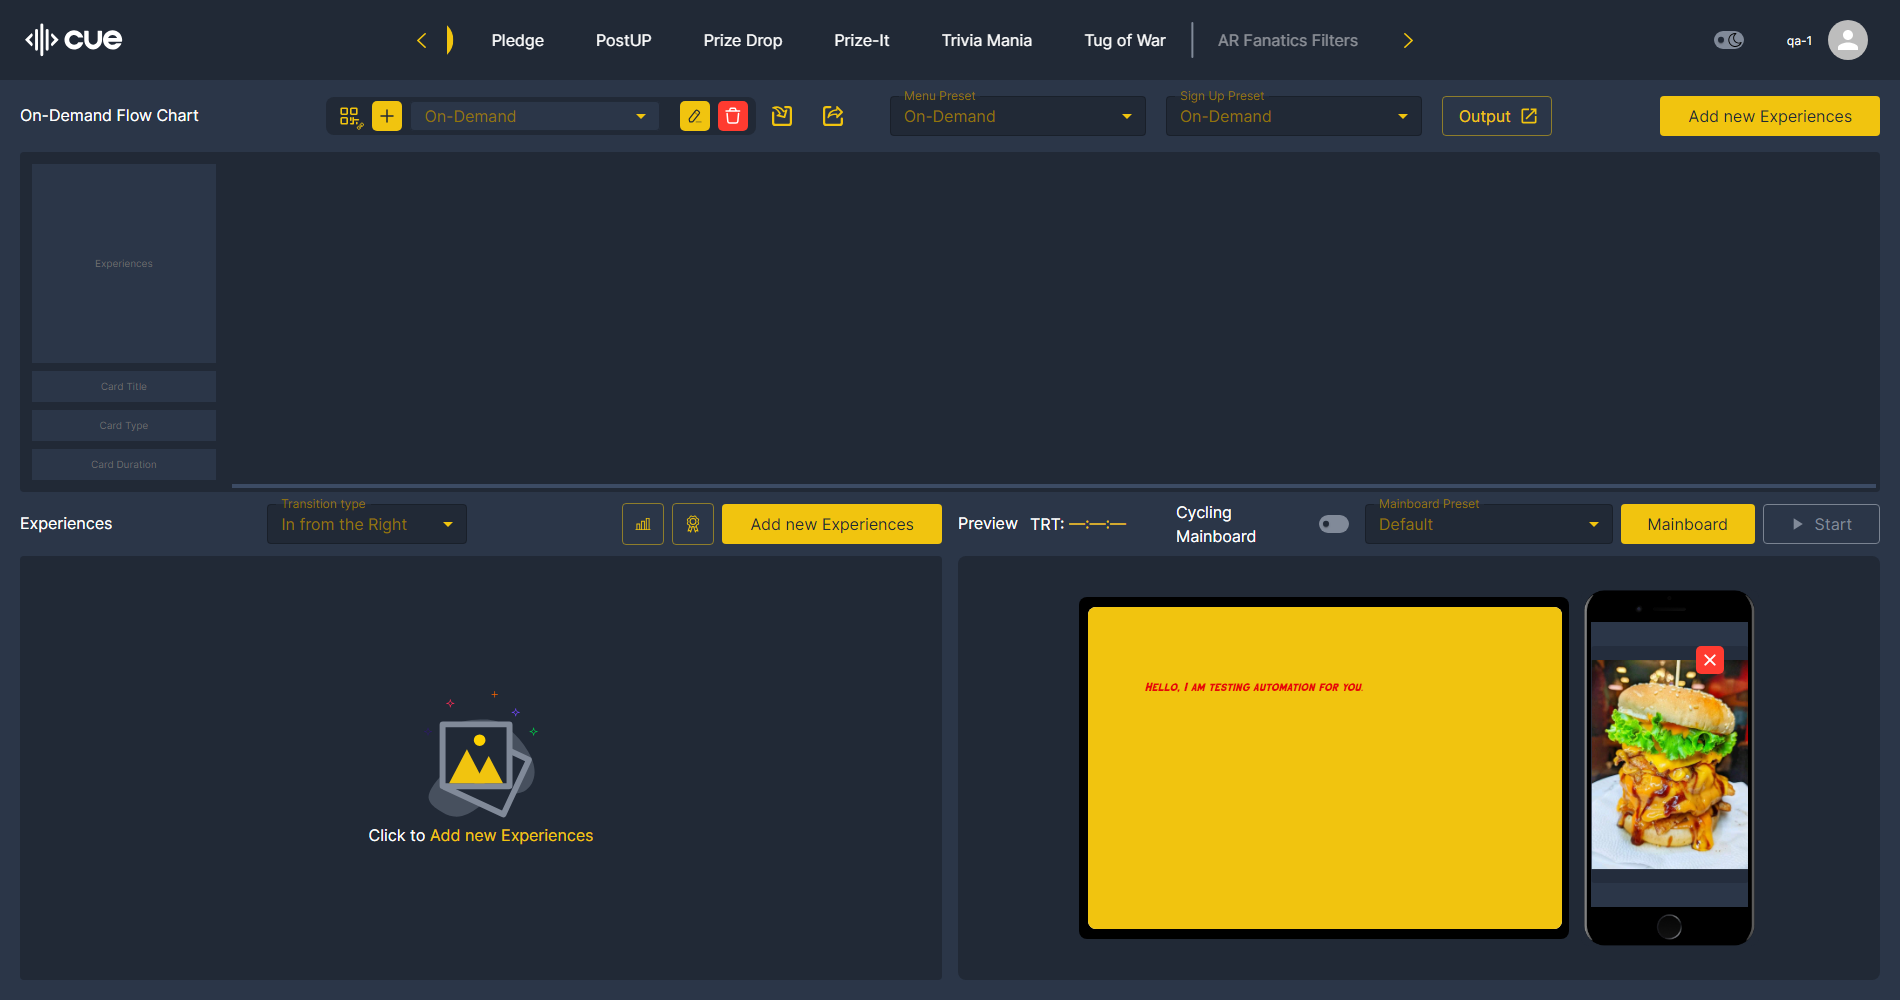 cue
Pledge
PostUP
Prize Drop
Prize-It
Trivia Mania
Tug of War
AR Fanatics Filters
qa-1
On-Demand Flow Chart
On-Demand
Menu Preset
On-Demand
Sign Up Preset
On-Demand
Output
Add new Experiences
Experiences
Card Title
Card Type
Card Duration
Experiences
Transition type
In from the Right
Add new Experiences
Preview
TRT: —:—:—
Cycling
Mainboard
Mainboard Preset
Default
Mainboard
Start
Click to Add new Experiences
Hello, I am testing automation for you.